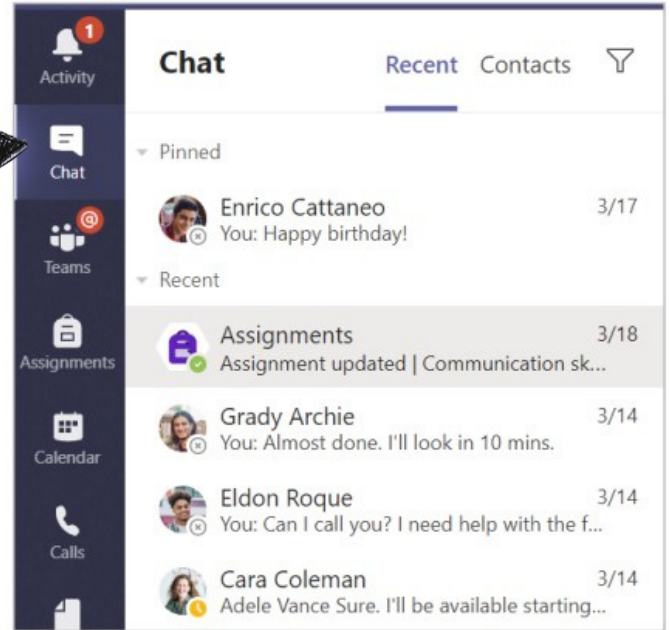 1
Activity
Chat
Teams
Assignments
Calendar
Calls
Chat
Recent Contacts
Pinned
Enrico Cattaneo 3/17
You: Happy birthday!
Recent
Assignments 3/18
Assignment updated | Communication sk...
Grady Archie 3/14
You: Almost done. I'll look in 10 mins.
Eldon Roque 3/14
You: Can I call you? I need help with the f...
Cara Coleman 3/14
Adele Vance Sure. I'll be available starting...